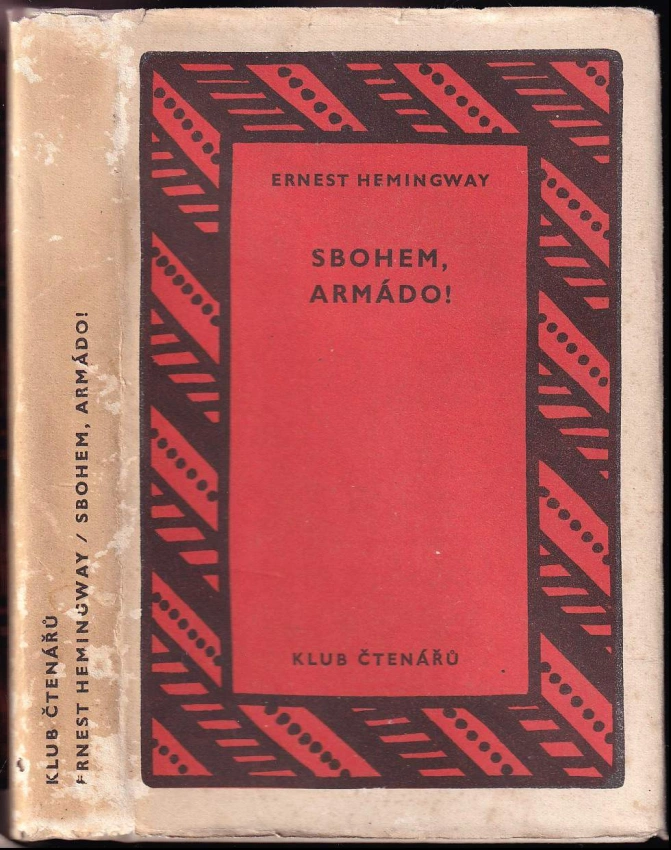 ERNEST HEMINGWAY
SBOHEM,
ARMÁDO!
KLUB ČTENÁŘŮ
KLUB ČTENÁŘŮ
ERNEST HEMINGWAY / SBOHEM, ARMÁDO!